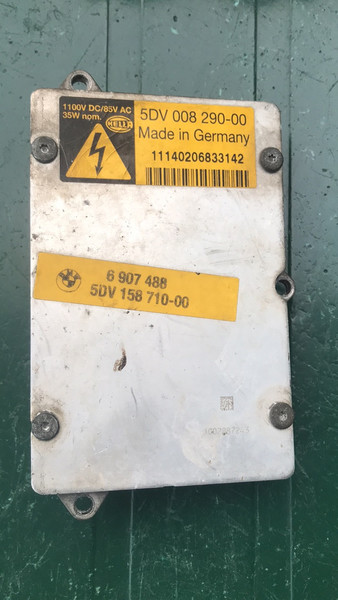 1100V DC/85V AC
35W nom.
HELLA
5DV 008 290-00
Made in Germany
11140206833142
6 907 488
5DV 158 710-00